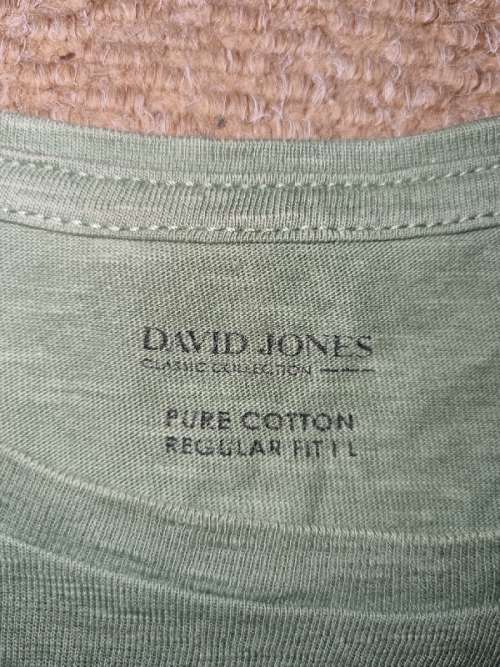 DAVID JONES
CLASSIC COLLECTION
PURE COTTON
REGULAR FIT | L